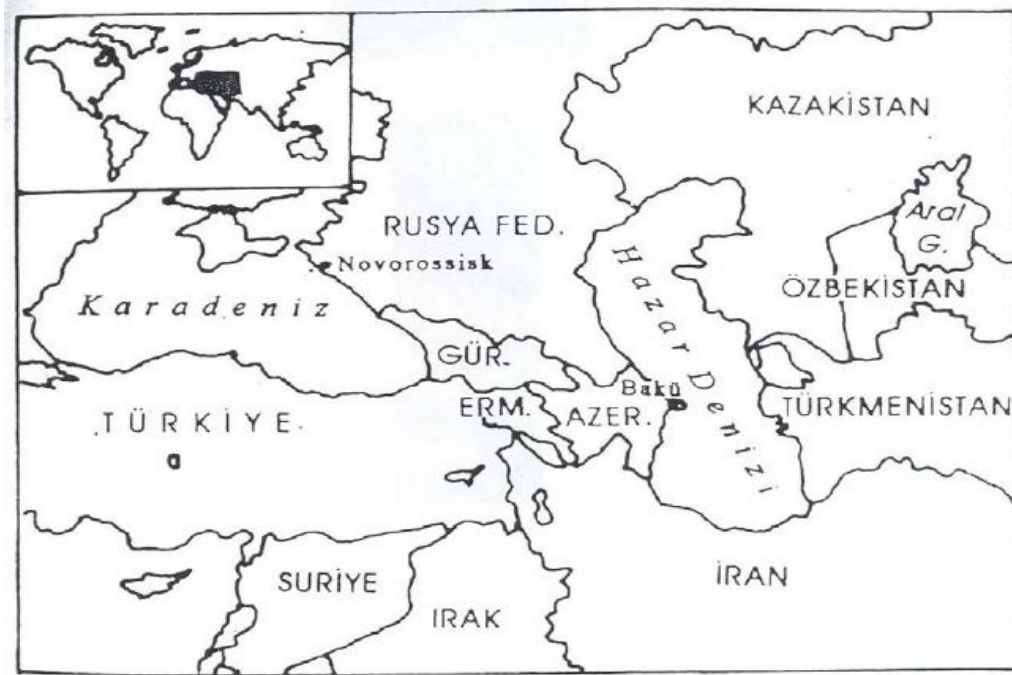 KAZAKİSTAN
Aral
G.
RUSYA FED.
Novorossisk
Hazar Denizi
ÖZBEKİSTAN
Karadeniz
GÜR.
Bakü
ERM.
AZER.
TÜRKMENİSTAN
TÜRKİYE
SURİYE
IRAK
İRAN